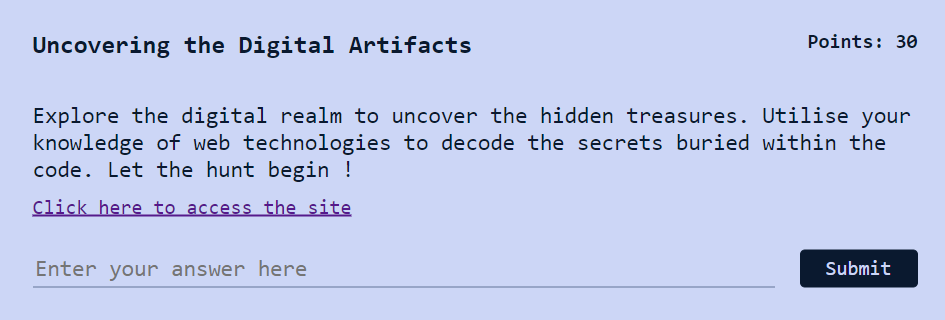 Uncovering the Digital Artifacts
Points: 30
Explore the digital realm to uncover the hidden treasures. Utilise your
knowledge of web technologies to decode the secrets buried within the
code. Let the hunt begin !
Click here to access the site
Enter your answer here
Submit